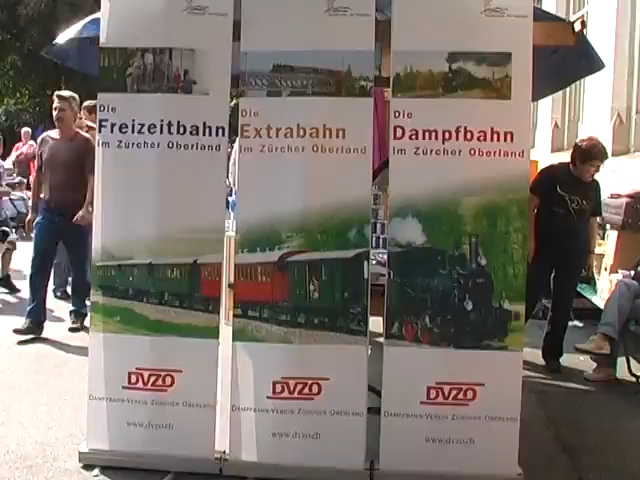 Die
Freizeitbahn
im Zürcher Oberland
DVZO
Dampfbahn-Verein Zürcher Oberland
www.dvzo.ch
Die
Extrabahn
im Zürcher Oberland
DVZO
Dampfbahn-Verein Zürcher Oberland
www.dvzo.ch
Die
Dampfbahn
im Zürcher Oberland
DVZO
Dampfbahn-Verein Zürcher Oberland
www.dvzo.ch